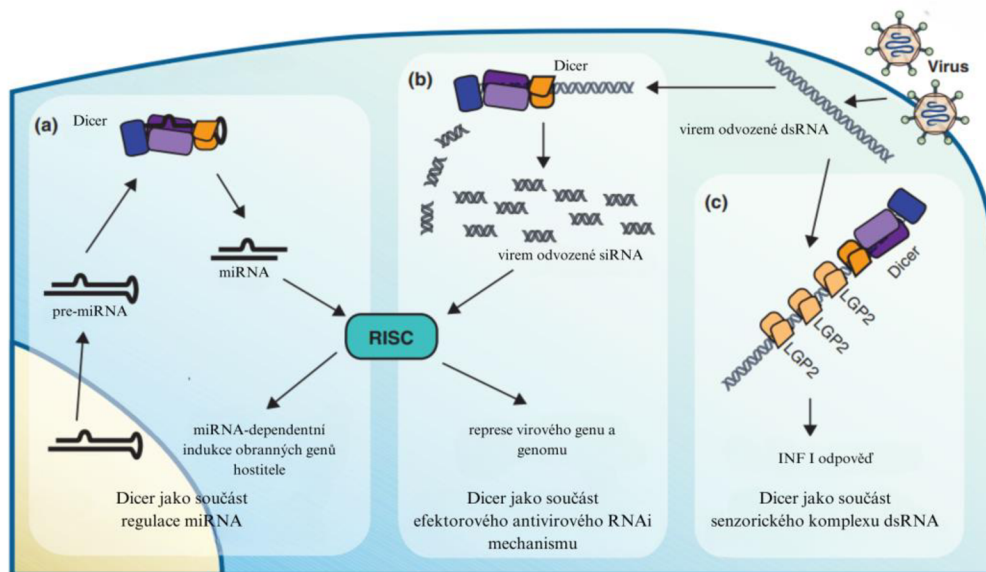 Virus
(a)
Dicer
pre-miRNA
miRNA
RISC
miRNA-dependentní
indukce obranných genů
hostitele
Dicer jako součást
regulace miRNA
(b)
Dicer
virem odvozené siRNA
represe virového genu a
genomu
Dicer jako součást
efektorového antivirového RNAi
mechanismu
virem odvozené dsRNA
(c)
Dicer
LGP2
LGP2
LGP2
INF I odpověď
Dicer jako součást
senzorického komplexu dsRNA